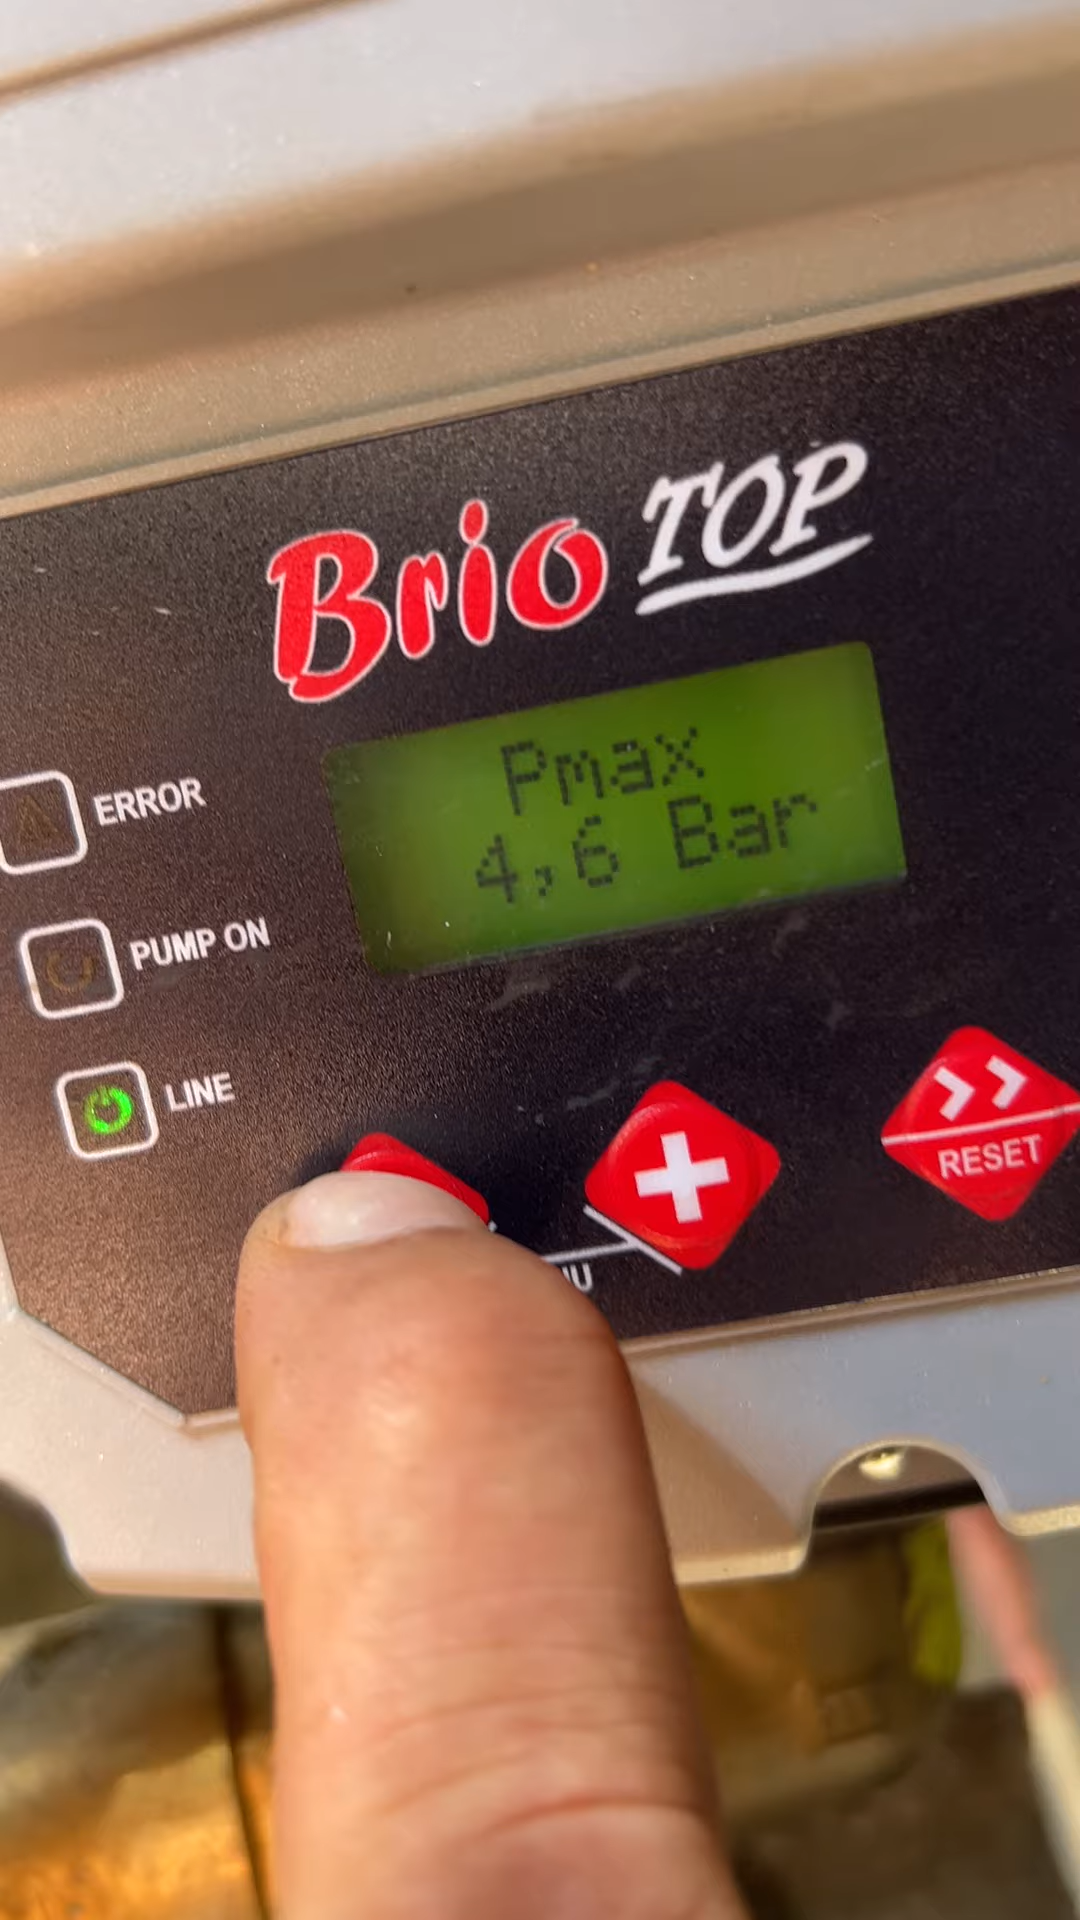 Brio TOP
Pmax
4,6 Bar
ERROR
PUMP ON
LINE
RESET